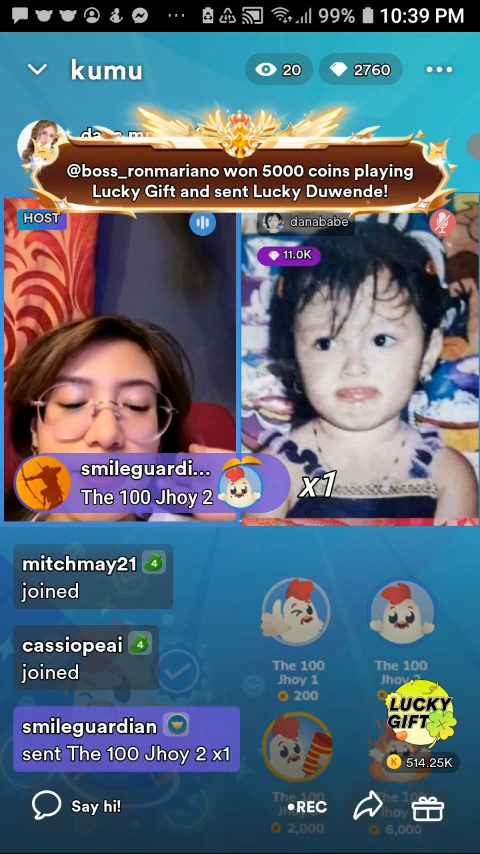 99% 10:39 PM
kumu
20
2760
@boss_ronmariano won 5000 coins playing
Lucky Gift and sent Lucky Duwende!
HOST
danababe
11.0K
smileguardi...
The 100 Jhoy 2
x1
mitchmay21 4
joined
cassiopeai 4
joined
smileguardian
sent The 100 Jhoy 2 x1
The 100
Jhoy 1
200
The 100
LUCKY
GIFT
K 514.25K
The 100
2,000
6,000
Say hi!
REC